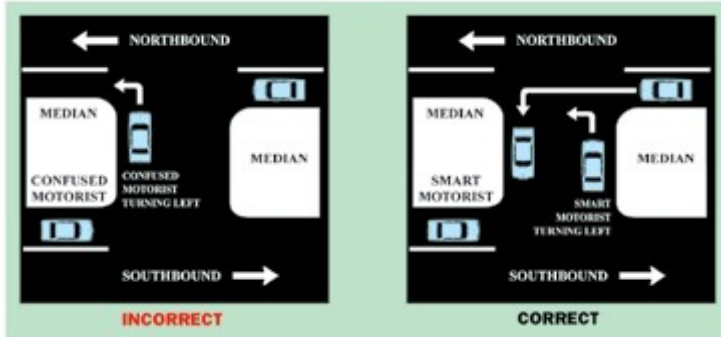 NORTHBOUND
MEDIAN
MEDIAN
CONFUSED
MOTORIST
CONFUSED
MOTORIST
TURNING LEFT
SOUTHBOUND
INCORRECT
NORTHBOUND
MEDIAN
MEDIAN
SMART
MOTORIST
SMART
MOTORIST
TURNING LEFT
SOUTHBOUND
CORRECT